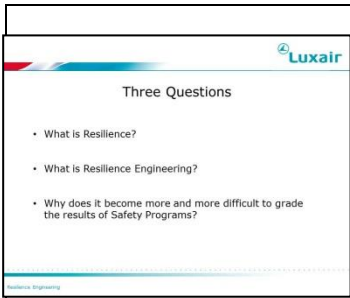 Luxair
Three Questions
• What is Resilience?
• What is Resilience Engineering?
• Why does it become more and more difficult to grade
the results of Safety Programs?
Resilience Engineering